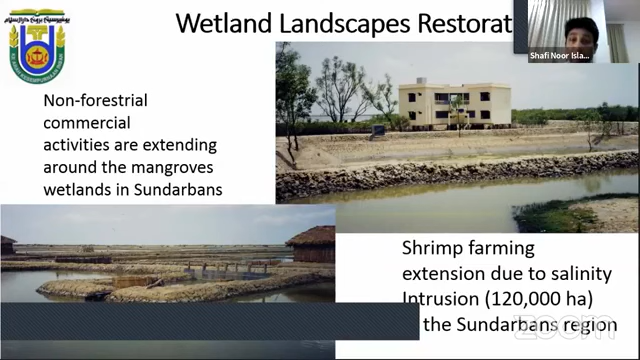 Wetland Landscapes Restorat
Shafi Noor Isla...
Non-forestrial
commercial
activities are extending
around the mangroves
wetlands in Sundarbans
Shrimp farming
extension due to salinity
Intrusion (120,000 ha)
the Sundarbans region
zoom